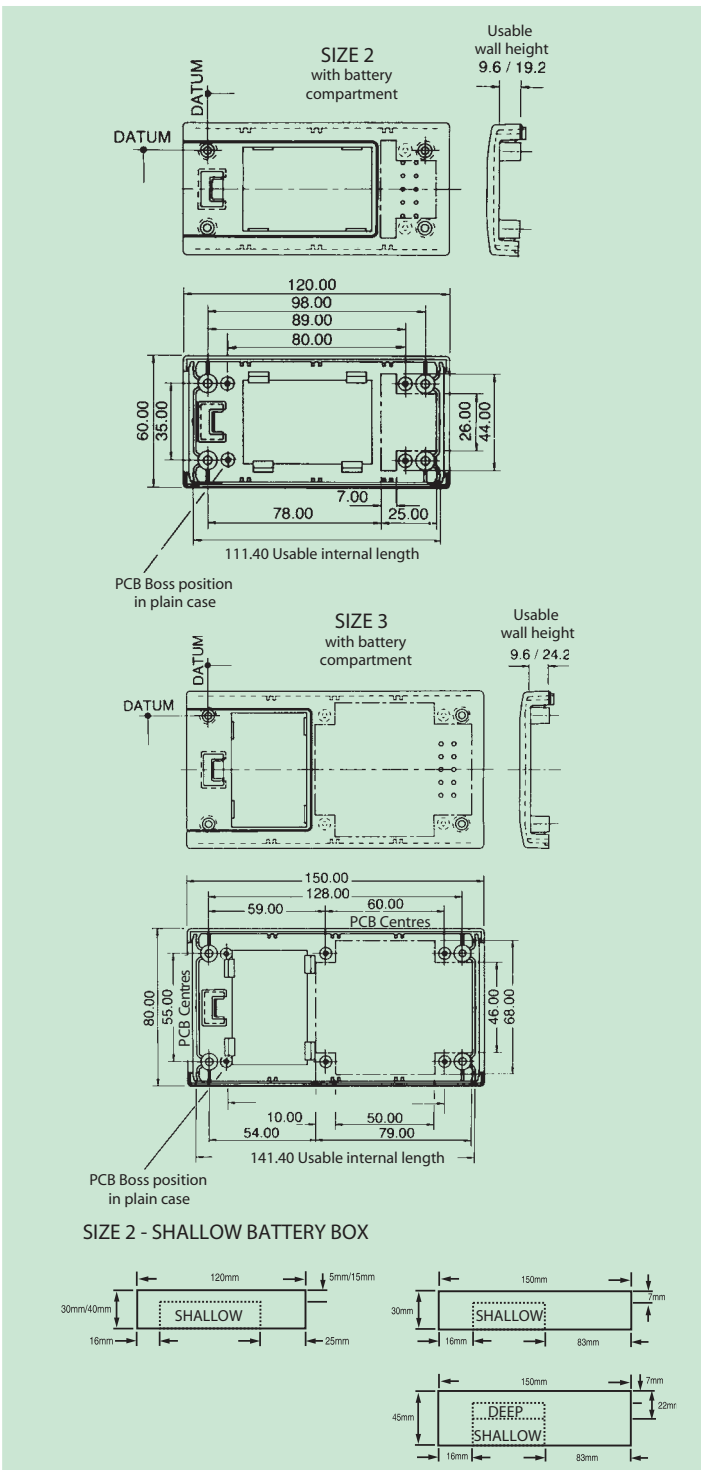 SIZE 2
with battery
compartment
Usable
wall height
9.6 / 19.2
DATUM
DATUM
120.00
98.00
89.00
80.00
60.00
35.00
26.00
44.00
7.00
78.00
25.00
111.40 Usable internal length
PCB Boss position
in plain case
SIZE 3
with battery
compartment
Usable
wall height
9.6 / 24.2
DATUM
DATUM
150.00
128.00
59.00
60.00
PCB Centres
80.00
55.00
PCB Centres
46.00
68.00
10.00
50.00
54.00
79.00
141.40 Usable internal length
PCB Boss position
in plain case
SIZE 2 - SHALLOW BATTERY BOX
120mm
5mm/15mm
30mm/40mm
SHALLOW
16mm
25mm
150mm
7mm
30mm
SHALLOW
16mm
83mm
150mm
7mm
22mm
45mm
DEEP
SHALLOW
16mm
83mm